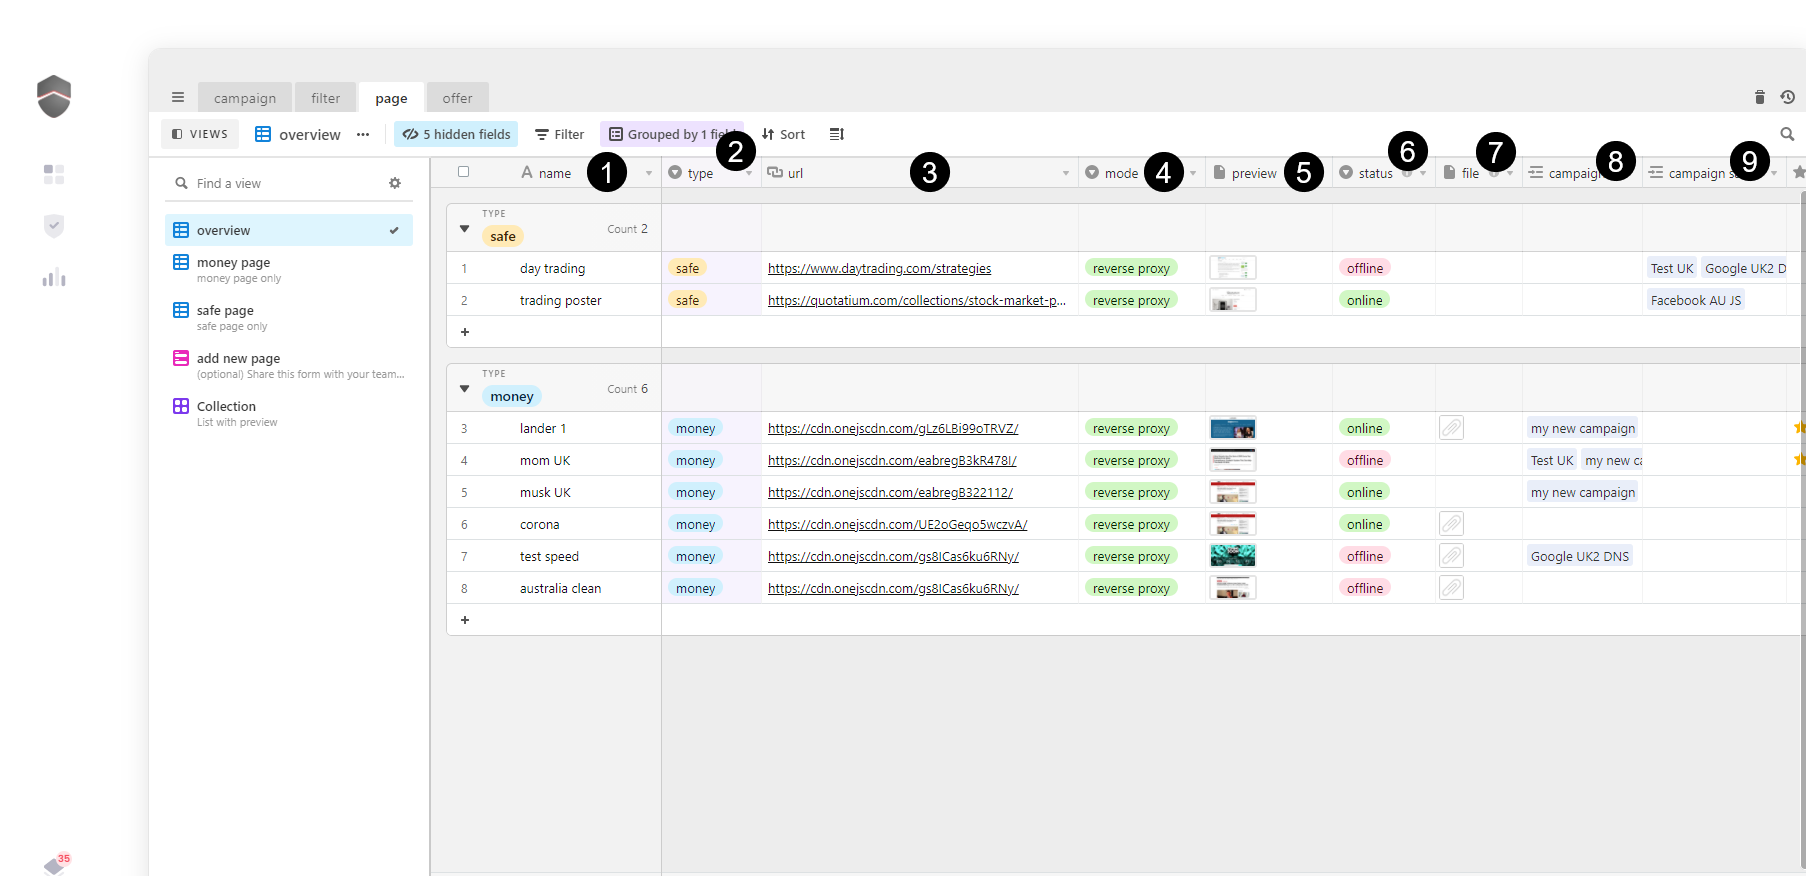 campaign filter page offer
VIEWS overview 5 hidden fields Filter Grouped by 1 Sort
Find a view
overview
money page
money page only
safe page
safe page only
add new page
(optional) Share this form with your team...
Collection
List with preview
35
name 1 type 2 url 3 mode 4 preview 5 status 6 file 7 campaign 8 campaign 9
TYPE
safe Count 2
1 day trading safe https://www.daytrading.com/strategies reverse proxy offline Test UK Google UK2 D
2 trading poster safe https://quotatium.com/collections/stock-market-p... reverse proxy online Facebook AU JS
+
TYPE
money Count 6
3 lander 1 money https://cdn.onejscdn.com/gLz6LBi99oTRVZ/ reverse proxy online my new campaign
4 mom UK money https://cdn.onejscdn.com/eabregB3kR478I/ reverse proxy offline Test UK my new ca
5 musk UK money https://cdn.onejscdn.com/eabregB322112/ reverse proxy online my new campaign
6 corona money https://cdn.onejscdn.com/UE2oGeqo5wczvA/ reverse proxy online
7 test speed money https://cdn.onejscdn.com/gs8ICas6ku6RNy/ reverse proxy offline Google UK2 DNS
8 australia clean money https://cdn.onejscdn.com/gs8ICas6ku6RNy/ reverse proxy offline
+